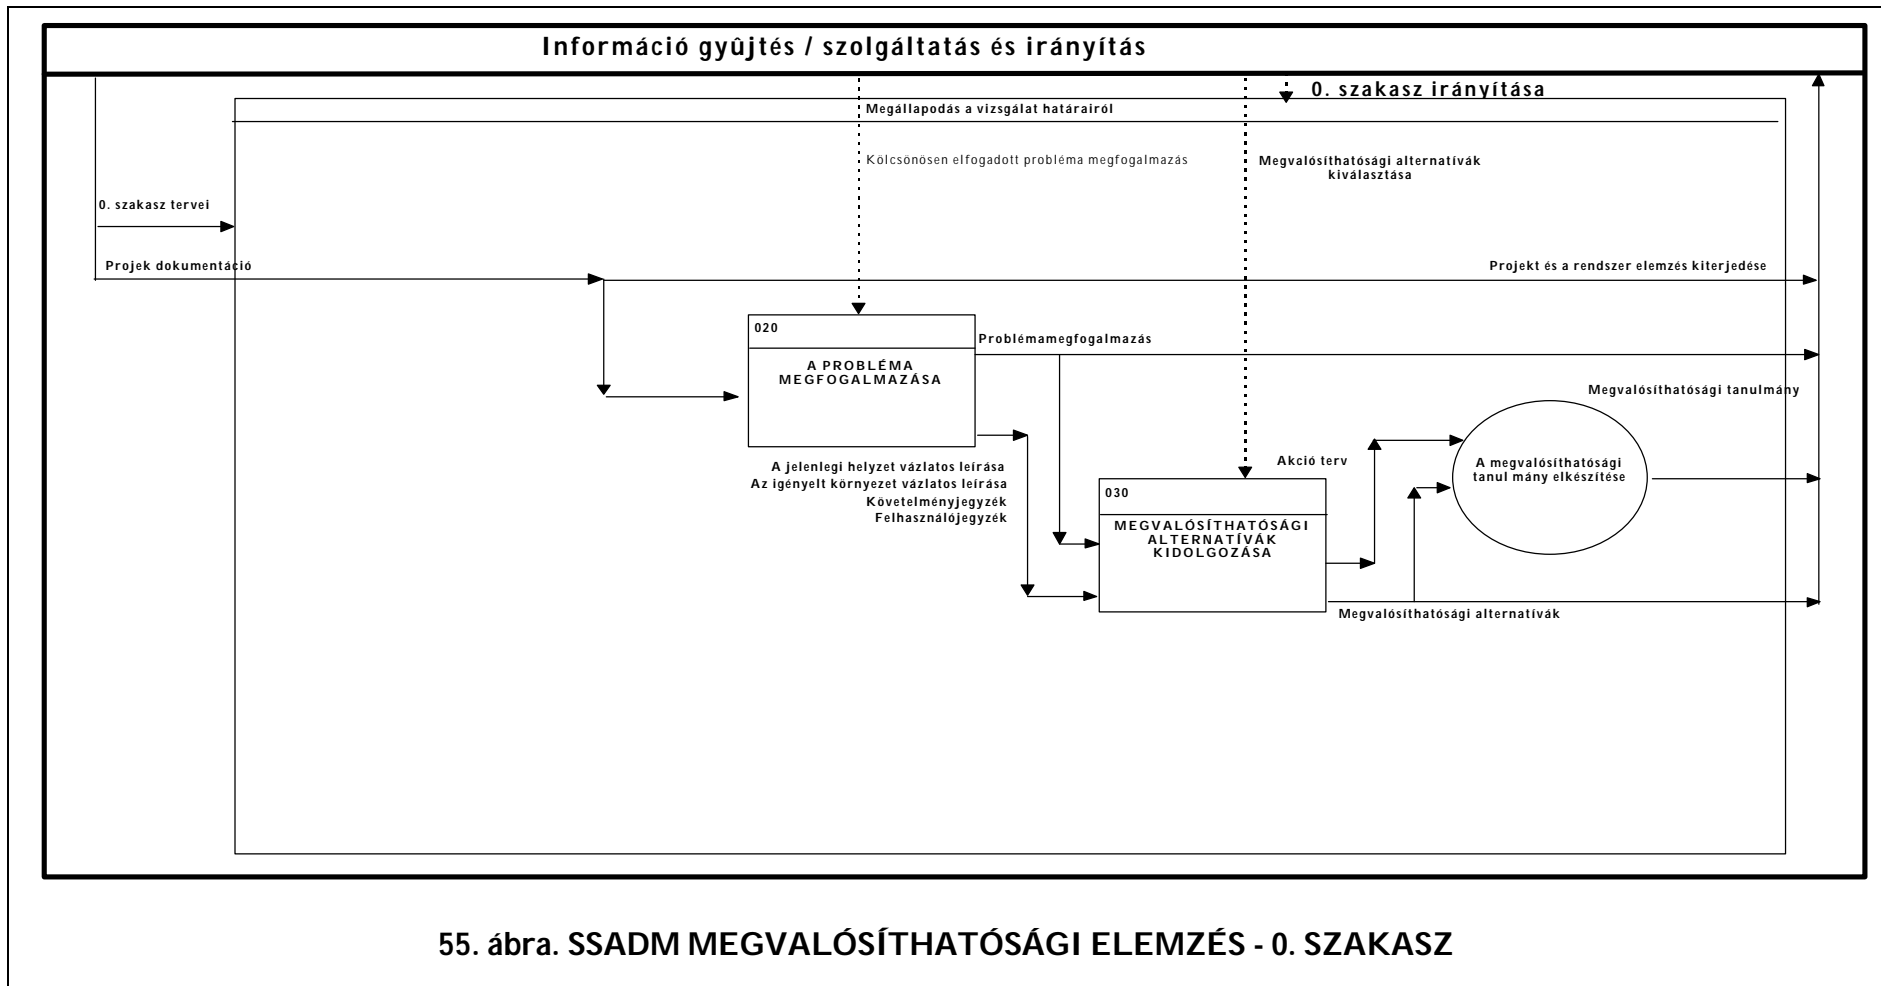 Információ gyûjtés / szolgáltatás és irányítás
0. szakasz irányítása
Megállapodás a vizsgálat határairól
Kölcsönösen elfogadott probléma megfogalmazás
Megvalósíthatósági alternatívák
kiválasztása
0. szakasz tervei
Projek dokumentáció
Projekt és a rendszer elemzés kiterjedése
020
A PROBLÉMA
MEGFOGALMAZÁSA
Problémamegfogalmazás
Megvalósíthatósági tanulmány
A jelenlegi helyzet vázlatos leírása
Az igényelt környezet vázlatos leírása
Követelményjegyzék
Felhasználójegyzék
Akció terv
A megvalósíthatósági
tanul mány elkészítése
030
MEGVALÓSÍTHATÓSÁGI
ALTERNATÍVÁK
KIDOLGOZÁSA
Megvalósíthatósági alternatívák
55. ábra. SSADM MEGVALÓSÍTHATÓSÁGI ELEMZÉS - 0. SZAKASZ